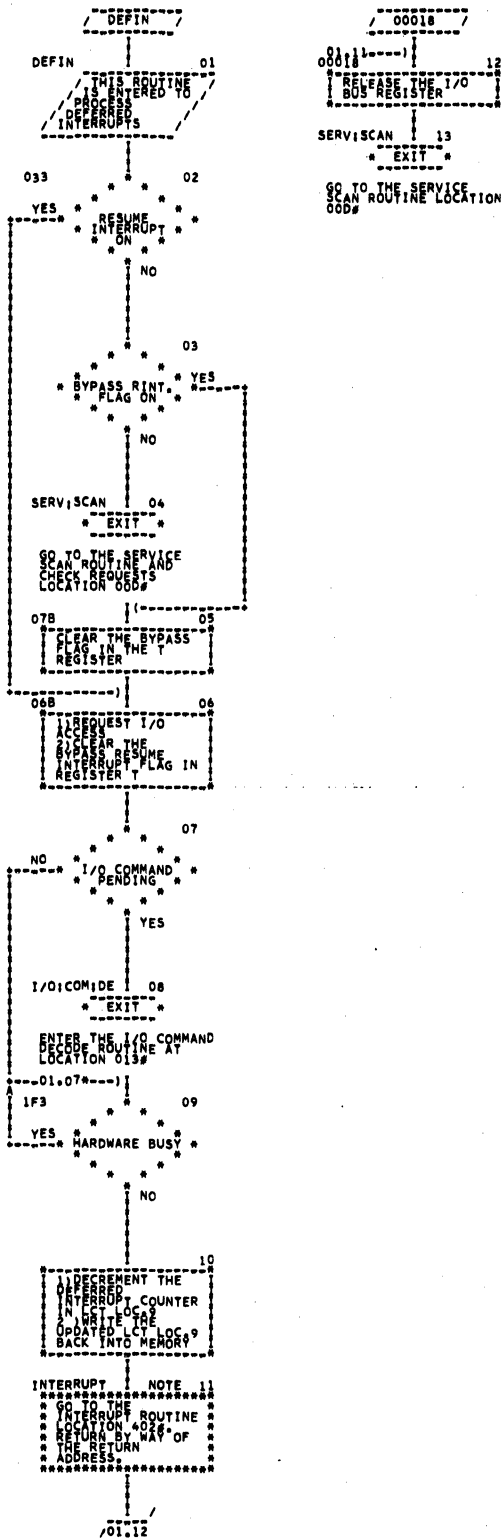 DEFIN
DEFIN 01
THIS ROUTINE
IS ENTERED TO
PROCESS
DEFERRED
INTERRUPTS
033 02
YES
RESUME
INTERRUPT
ON
NO
03
BYPASS RINT.
FLAG ON
YES
NO
SERV;SCAN 04
EXIT
GO TO THE SERVICE
SCAN ROUTINE AND
CHECK REQUESTS
LOCATION 00D#
07B 05
CLEAR THE BYPASS
FLAG IN THE T
REGISTER
06B 06
1)REQUEST I/O
ACCESS
2)CLEAR THE
BYPASS RESUME
INTERRUPT FLAG IN
REGISTER T
07
NO
I/O COMMAND
PENDING
YES
I/O;COM;DE 08
EXIT
ENTER THE I/O COMMAND
DECODE ROUTINE AT
LOCATION 013#
01.07*
A
1F3 09
YES
HARDWARE BUSY
NO
10
1)DECREMENT THE
DEFERRED
INTERRUPT COUNTER
IN LCT LOC.9
2)WRITE THE
UPDATED LCT LOC.9
BACK INTO MEMORY
INTERRUPT NOTE 11
GO TO THE
INTERRUPT ROUTINE
LOCATION 402#.
RETURN BY WAY OF
THE RETURN
ADDRESS.
/01.12
00018
01.11
00018 12
RELEASE THE I/O
BUS REGISTER
SERV;SCAN 13
EXIT
GO TO THE SERVICE
SCAN ROUTINE LOCATION
00D#